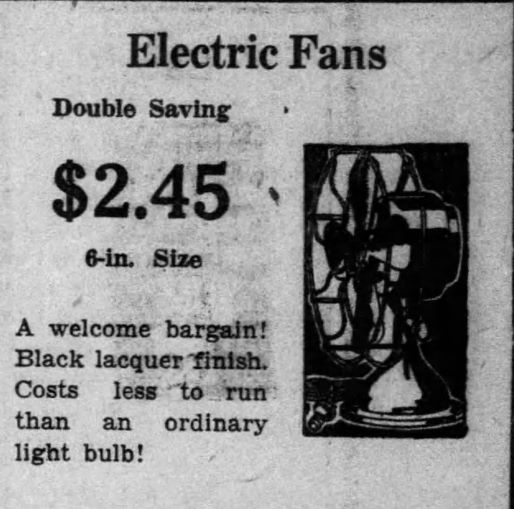 Electric Fans
Double Saving
$2.45
6-in. Size
A welcome bargain!
Black lacquer finish.
Costs less to run
than an ordinary
light bulb!